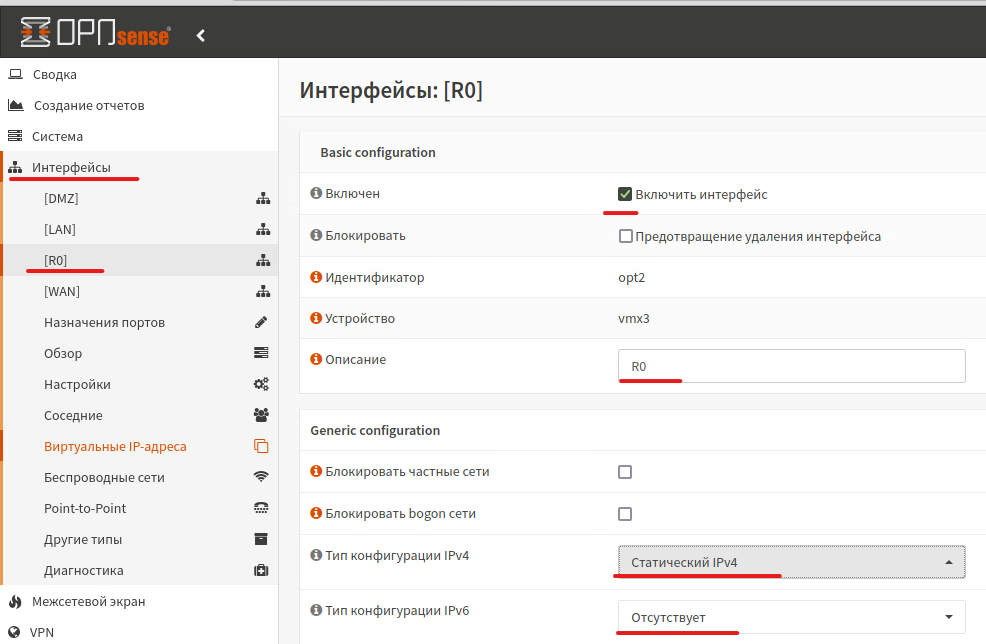 OPNsense®
Сводка
Создание отчетов
Система
Интерфейсы
[DMZ]
[LAN]
[R0]
[WAN]
Назначения портов
Обзор
Настройки
Соседние
Виртуальные IP-адреса
Беспроводные сети
Point-to-Point
Другие типы
Диагностика
Межсетевой экран
VPN
Интерфейсы: [R0]
Basic configuration
Включен Включить интерфейс
Блокировать Предотвращение удаления интерфейса
Идентификатор opt2
Устройство vmx3
Описание R0
Generic configuration
Блокировать частные сети
Блокировать bogon сети
Тип конфигурации IPv4 Статический IPv4
Тип конфигурации IPv6 Отсутствует